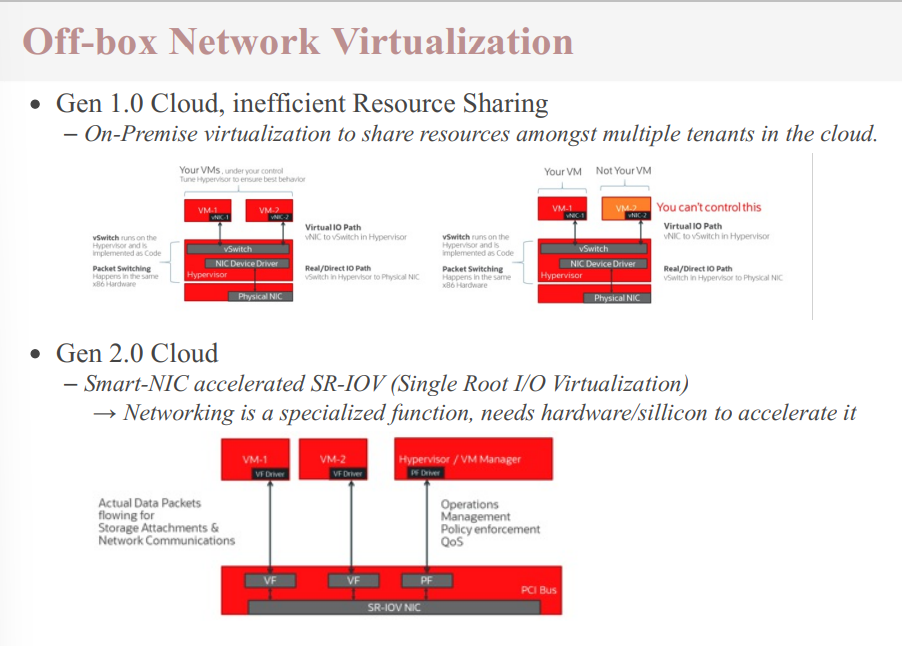 Off-box Network Virtualization
• Gen 1.0 Cloud, inefficient Resource Sharing
– On-Premise virtualization to share resources amongst multiple tenants in the cloud.
Your VMs, under your control
Tune Hypervisor to ensure best behavior
VM-1
vNIC-1
VM-2
vNIC-2
Virtual IO Path
vNIC to vSwitch in Hypervisor
vSwitch runs on the
Hypervisor and is
Implemented as Code
Packet Switching
Happens in the same
x86 Hardware
vSwitch
NIC Device Driver
Hypervisor
Physical NIC
Real/Direct IO Path
vSwitch in Hypervisor to Physical NIC
Your VM
Not Your VM
VM-1
vNIC-1
VM-2
vNIC-2
You can't control this
Virtual IO Path
vNIC to vSwitch in Hypervisor
vSwitch runs on the
Hypervisor and is
Implemented as Code
Packet Switching
Happens in the same
x86 Hardware
vSwitch
NIC Device Driver
Hypervisor
Physical NIC
Real/Direct IO Path
vSwitch in Hypervisor to Physical NIC
• Gen 2.0 Cloud
– Smart-NIC accelerated SR-IOV (Single Root I/O Virtualization)
→ Networking is a specialized function, needs hardware/sillicon to accelerate it
VM-1
VF Driver
VM-2
VF Driver
Hypervisor / VM Manager
PF Driver
Actual Data Packets
flowing for
Storage Attachments &
Network Communications
Operations
Management
Policy enforcement
QoS
VF
VF
PF
PCI Bus
SR-IOV NIC